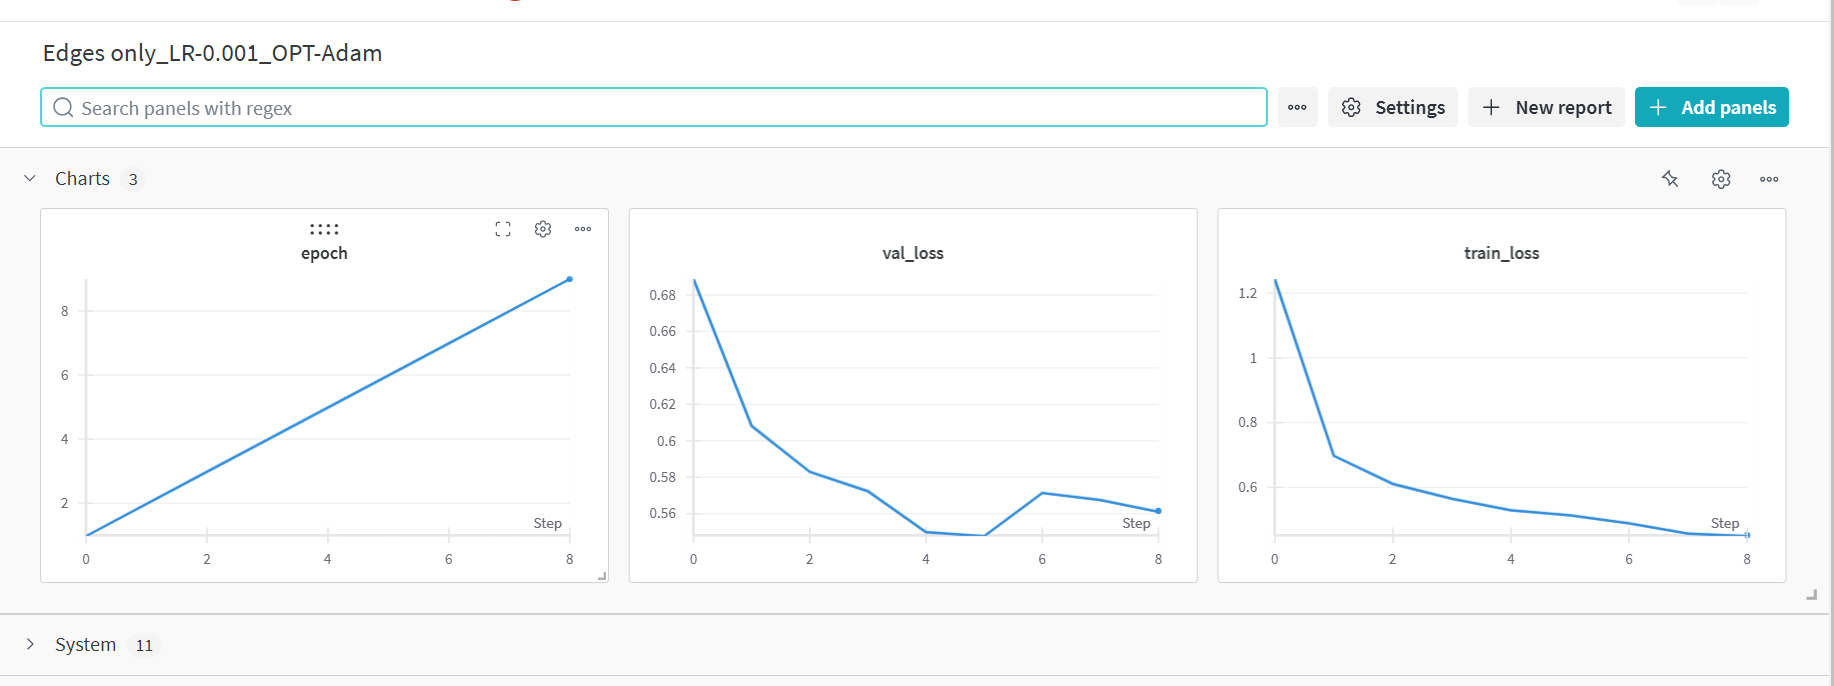 Edges only_LR-0.001_OPT-Adam
Search panels with regex
Settings
New report
Add panels
Charts 3
epoch
8
6
4
2
Step
0 2 4 6 8
val_loss
0.68
0.66
0.64
0.62
0.6
0.58
0.56
Step
0 2 4 6 8
train_loss
1.2
1
0.8
0.6
Step
0 2 4 6 8
System 11